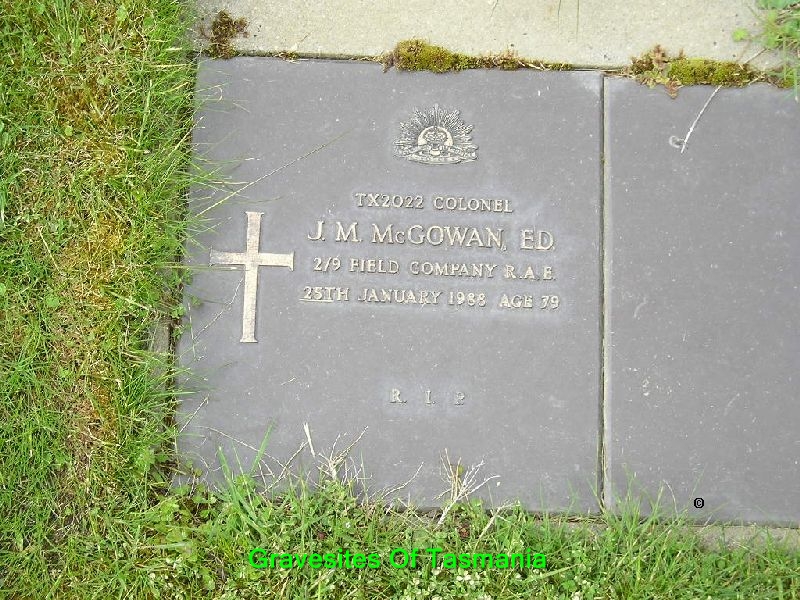 TX2022 COLONEL
J. M. McGOWAN, ED.
2/9 FIELD COMPANY R.A.E.
25TH JANUARY 1988 AGE 79
R. I. P
©
Gravesites Of Tasmania